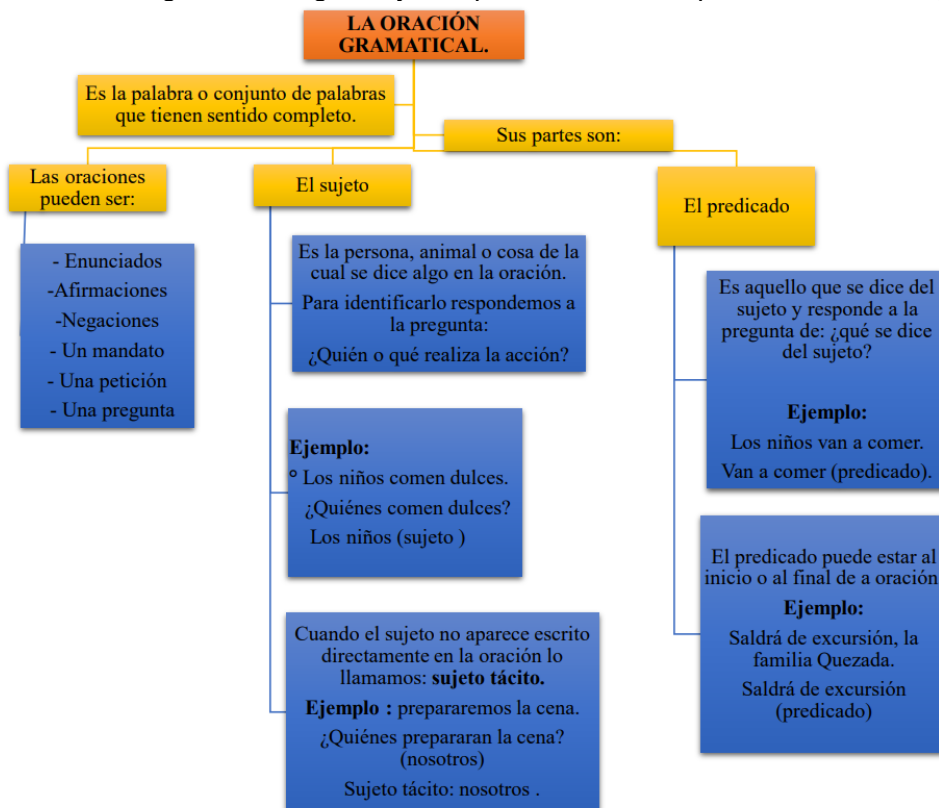 LA ORACIÓN
GRAMATICAL.
Es la palabra o conjunto de palabras
que tienen sentido completo.
Sus partes son:
Las oraciones
pueden ser:
- Enunciados
-Afirmaciones
-Negaciones
- Un mandato
- Una petición
- Una pregunta
El sujeto
Es la persona, animal o cosa de la
cual se dice algo en la oración.
Para identificarlo respondemos a
la pregunta:
¿Quién o qué realiza la acción?
Ejemplo:
° Los niños comen dulces.
¿Quiénes comen dulces?
Los niños (sujeto )
Cuando el sujeto no aparece escrito
directamente en la oración lo
llamamos: sujeto tácito.
Ejemplo : prepararemos la cena.
¿Quiénes prepararan la cena?
(nosotros)
Sujeto tácito: nosotros .
El predicado
Es aquello que se dice del
sujeto y responde a la
pregunta de: ¿qué se dice
del sujeto?
Ejemplo:
Los niños van a comer.
Van a comer (predicado).
El predicado puede estar al
inicio o al final de a oración
Ejemplo:
Saldrá de excursión, la
familia Quezada.
Saldrá de excursión
(predicado)